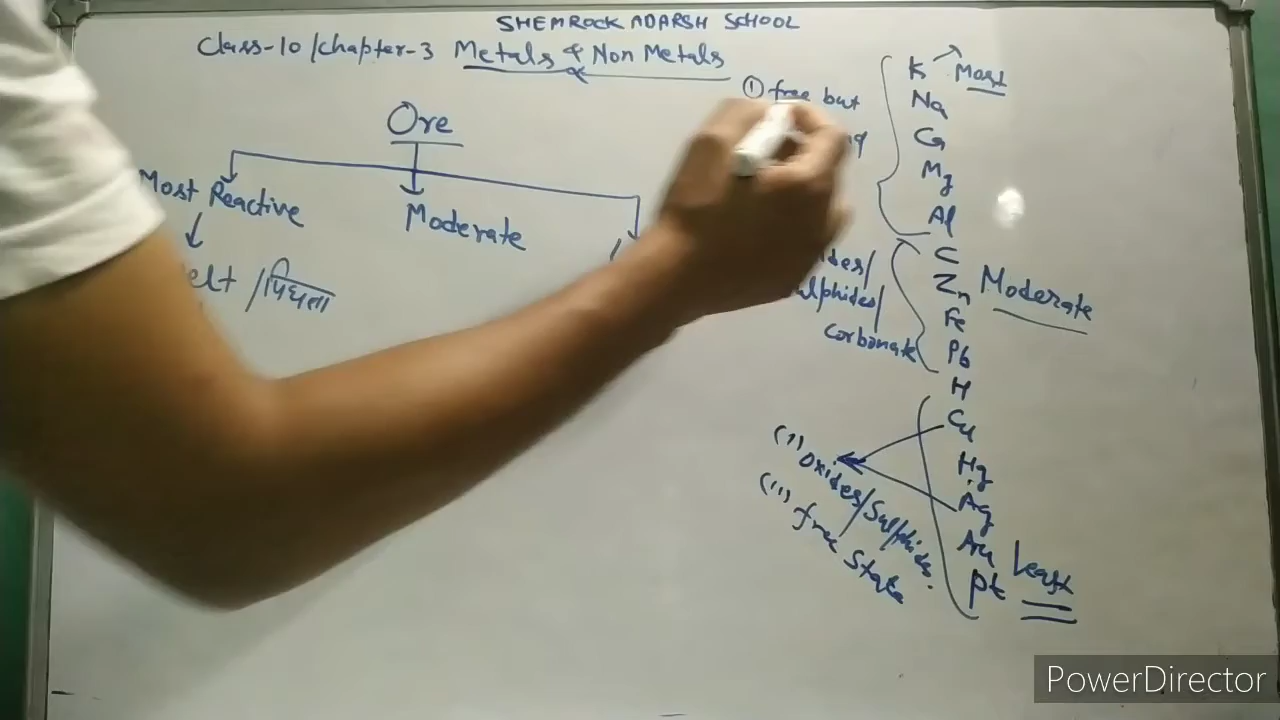 SHEMROCK ADARSH SCHOOL
Class-10/chapter-3 Metals & Non Metals
Ore
Most Reactive
Moderate
/पिघलना
① free but
K
Most
Na
Ca
Mg
Al
C
Zn
Moderate
Fe
Pb
H
Cu
Hg
Ag
Au
Pt
Least
Carbonate
(i) Oxides/Sulphides.
(ii) free State
PowerDirector